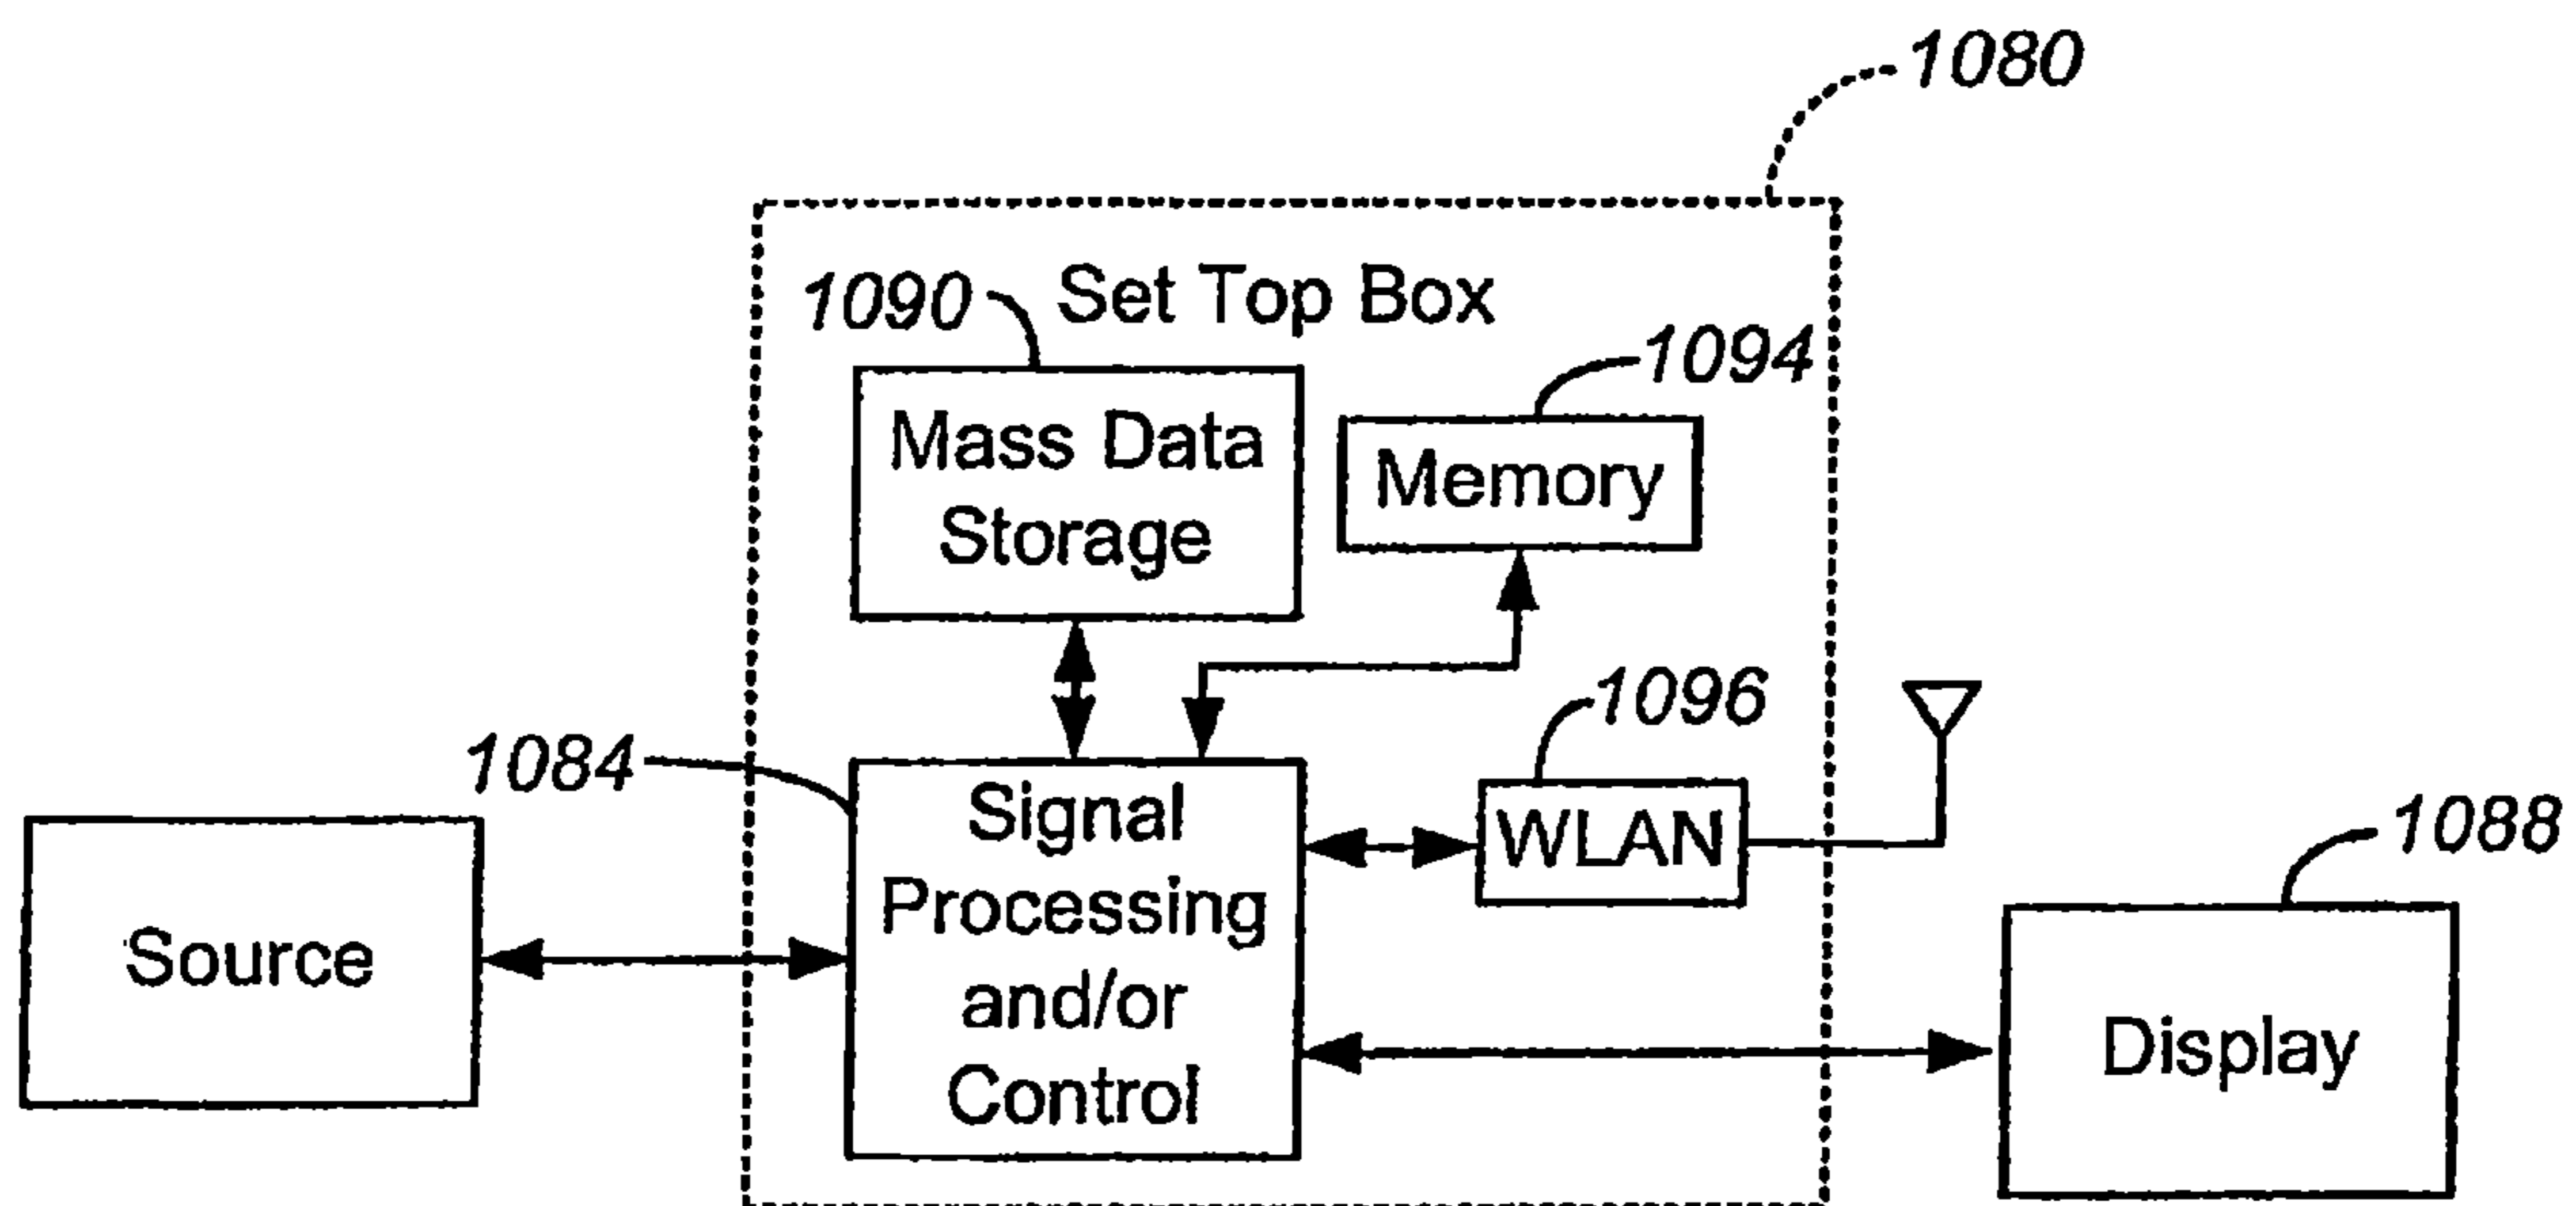 1080
Set Top Box
1090
1094
Mass Data
Storage
Memory
1096
1084
Signal
Processing
and/or
Control
WLAN
1088
Source
Display